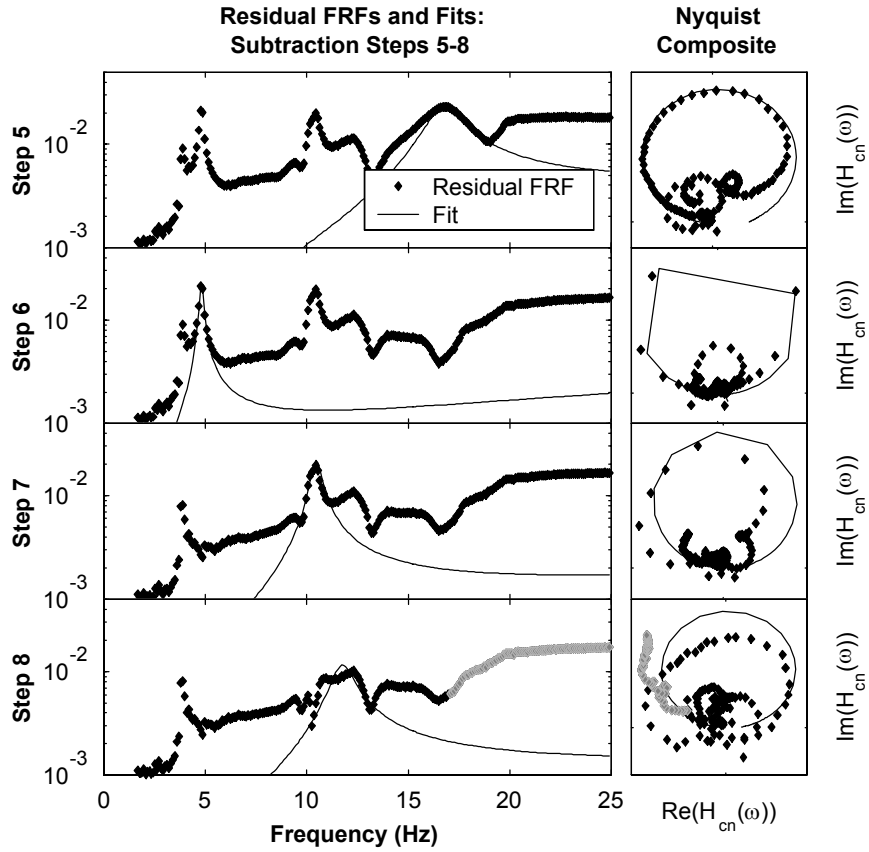 Residual FRFs and Fits:
Subtraction Steps 5-8
Nyquist
Composite
Step 5
10^-2
10^-3
Residual FRF
Fit
Im(H_cn(ω))
Step 6
10^-2
10^-3
Im(H_cn(ω))
Step 7
10^-2
10^-3
Im(H_cn(ω))
Step 8
10^-2
10^-3
Im(H_cn(ω))
0 5 10 15 20 25
Frequency (Hz)
Re(H_cn(ω))